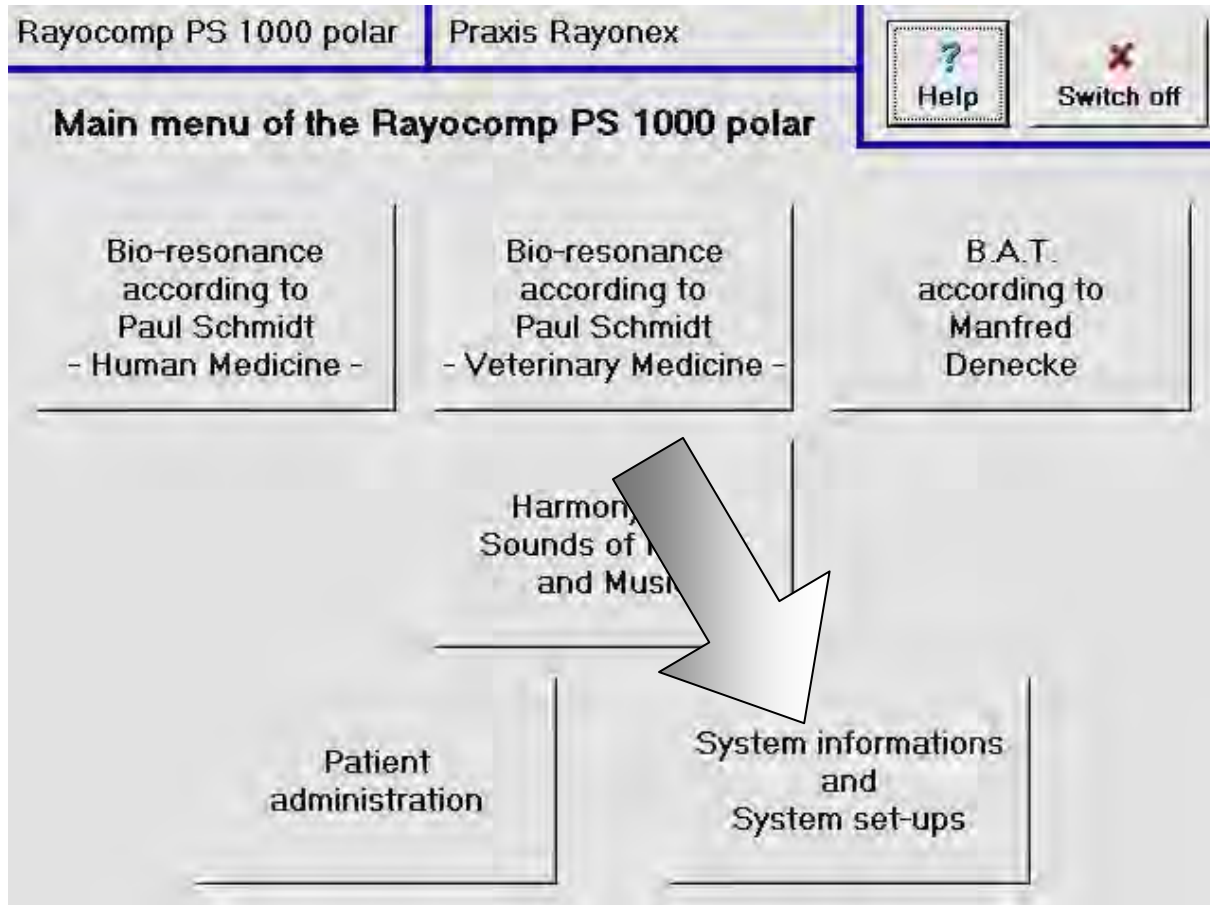 Rayocomp PS 1000 polar
Praxis Rayonex
? Help
x Switch off
Main menu of the Rayocomp PS 1000 polar
Bio-resonance
according to
Paul Schmidt
- Human Medicine -
Bio-resonance
according to
Paul Schmidt
- Veterinary Medicine -
B.A.T.
according to
Manfred
Denecke
Sounds of
and
Patient
administration
System informations
and
System set-ups